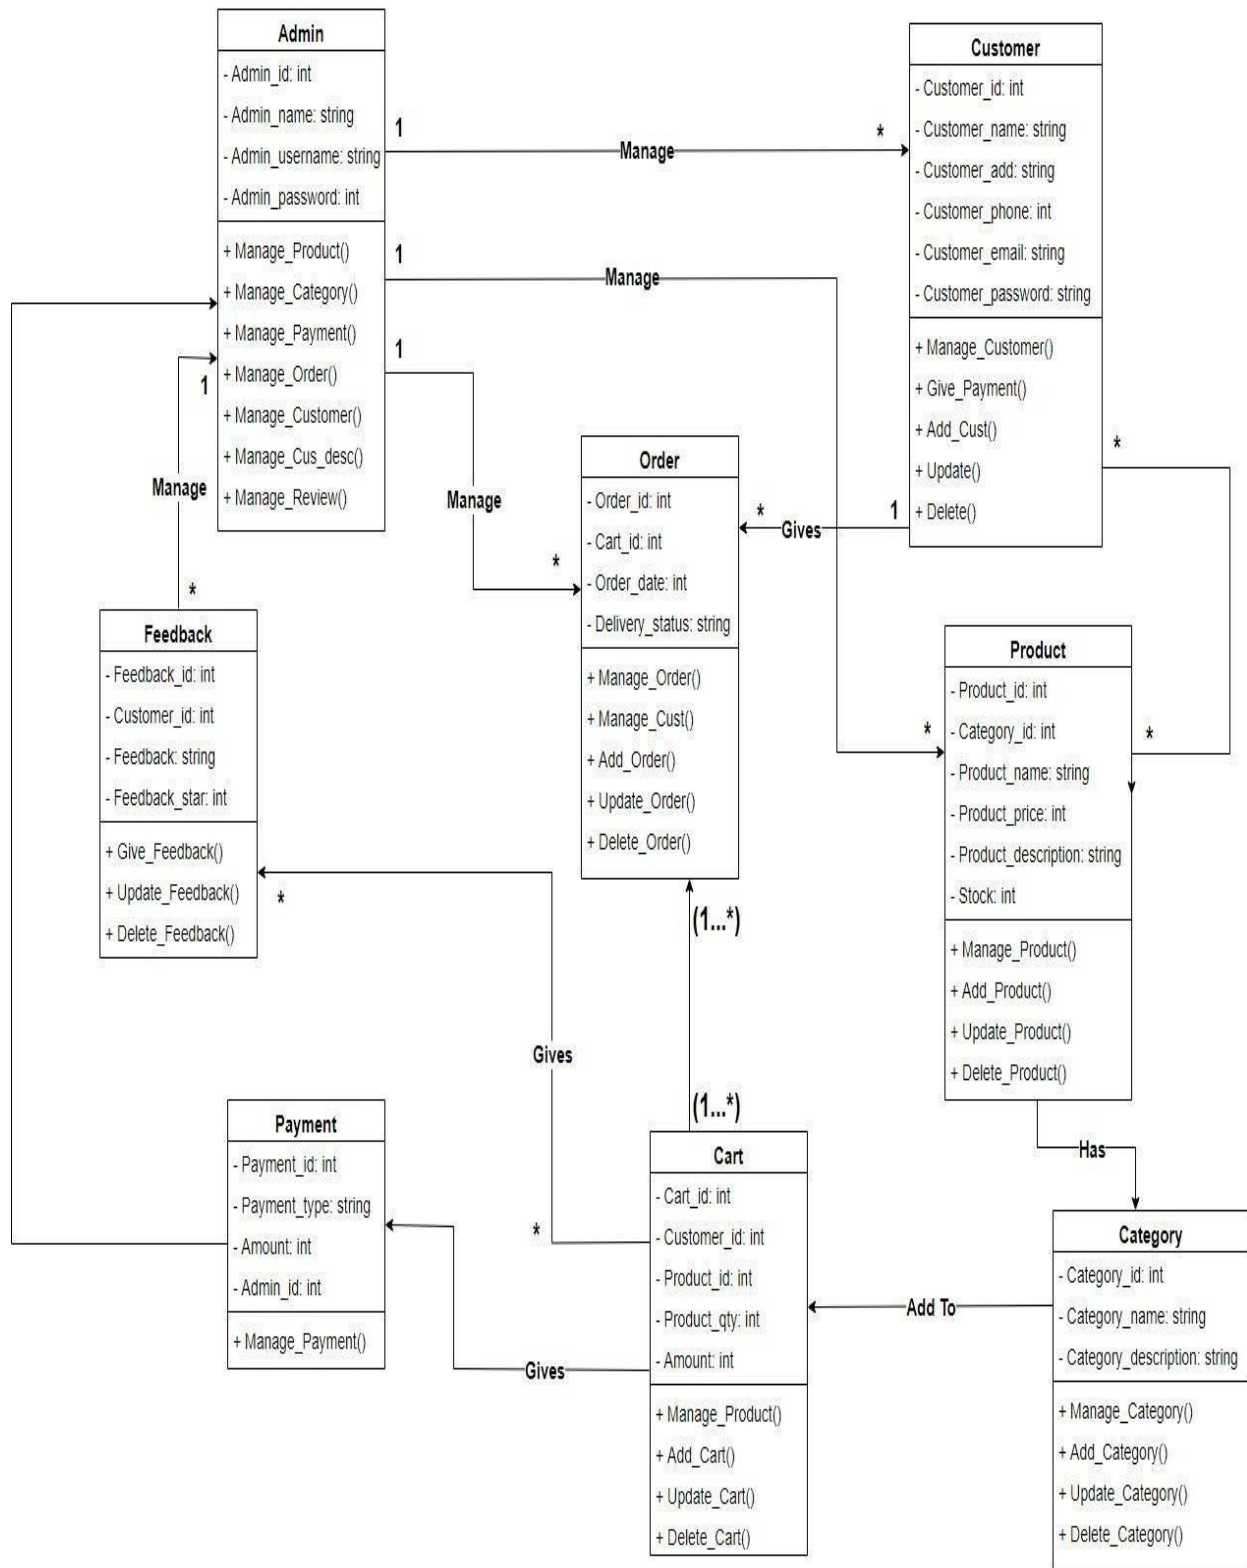 Admin
- Admin_id: int
- Admin_name: string
- Admin_username: string
- Admin_password: int
+ Manage_Product()
+ Manage_Category()
+ Manage_Payment()
+ Manage_Order()
+ Manage_Customer()
+ Manage_Cus_desc()
+ Manage_Review()
1
Manage
*
Customer
- Customer_id: int
- Customer_name: string
- Customer_add: string
- Customer_phone: int
- Customer_email: string
- Customer_password: string
+ Manage_Customer()
+ Give_Payment()
+ Add_Cust()
+ Update()
+ Delete()
1
Manage
*
1
Manage
*
1
Manage
*
Order
- Order_id: int
- Cart_id: int
- Order_date: int
- Delivery_status: string
+ Manage_Order()
+ Manage_Cust()
+ Add_Order()
+ Update_Order()
+ Delete_Order()
*
Gives
1
*
*
Feedback
- Feedback_id: int
- Customer_id: int
- Feedback: string
- Feedback_star: int
+ Give_Feedback()
+ Update_Feedback()
+ Delete_Feedback()
Product
- Product_id: int
- Category_id: int
- Product_name: string
- Product_price: int
- Product_description: string
- Stock: int
+ Manage_Product()
+ Add_Product()
+ Update_Product()
+ Delete_Product()
*
Gives
*
(1...*)
(1...*)
Has
Payment
- Payment_id: int
- Payment_type: string
- Amount: int
- Admin_id: int
+ Manage_Payment()
Gives
Cart
- Cart_id: int
- Customer_id: int
- Product_id: int
- Product_qty: int
- Amount: int
+ Manage_Product()
+ Add_Cart()
+ Update_Cart()
+ Delete_Cart()
Add To
Category
- Category_id: int
- Category_name: string
- Category_description: string
+ Manage_Category()
+ Add_Category()
+ Update_Category()
+ Delete_Category()